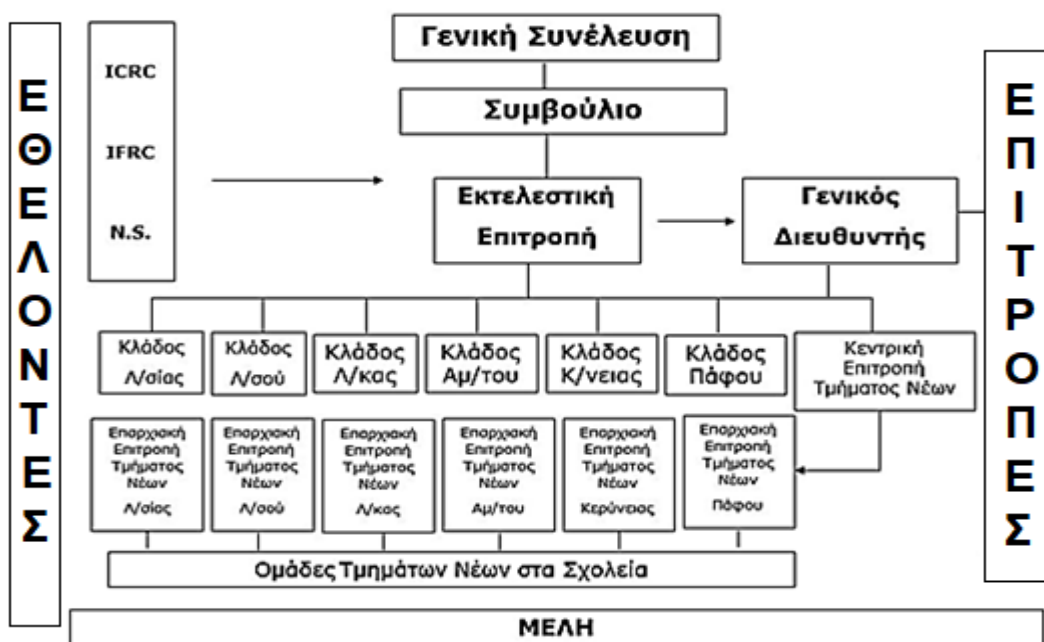 ΕΘΕΛΟΝΤΕΣ
ICRC
IFRC
N.S.
Γενική Συνέλευση
Συμβούλιο
Εκτελεστική
Επιτροπή
Γενικός
Διευθυντής
ΕΠΙΤΡΟΠΕΣ
Κλάδος
Λ/σίας
Κλάδος
Λ/σού
Κλάδος
Λ/κας
Κλάδος
Αμ/του
Κλάδος
Κ/νειας
Κλάδος
Πάφου
Κεντρική
Επιτροπή
Τμήματος Νέων
Επαρχιακή
Επιτροπή
Τμήματος
Νέων
Λ/σίας
Επαρχιακή
Επιτροπή
Τμήματος
Νέων
Λ/σού
Επαρχιακή
Επιτροπή
Τμήματος
Νέων
Λ/κας
Επαρχιακή
Επιτροπή
Τμήματος
Νέων
Αμ/του
Επαρχιακή
Επιτροπή
Τμήματος
Νέων
Κερύνειας
Επαρχιακή
Επιτροπή
Τμήματος
Νέων
Πάφου
Ομάδες Τμημάτων Νέων στα Σχολεία
ΜΕΛΗ